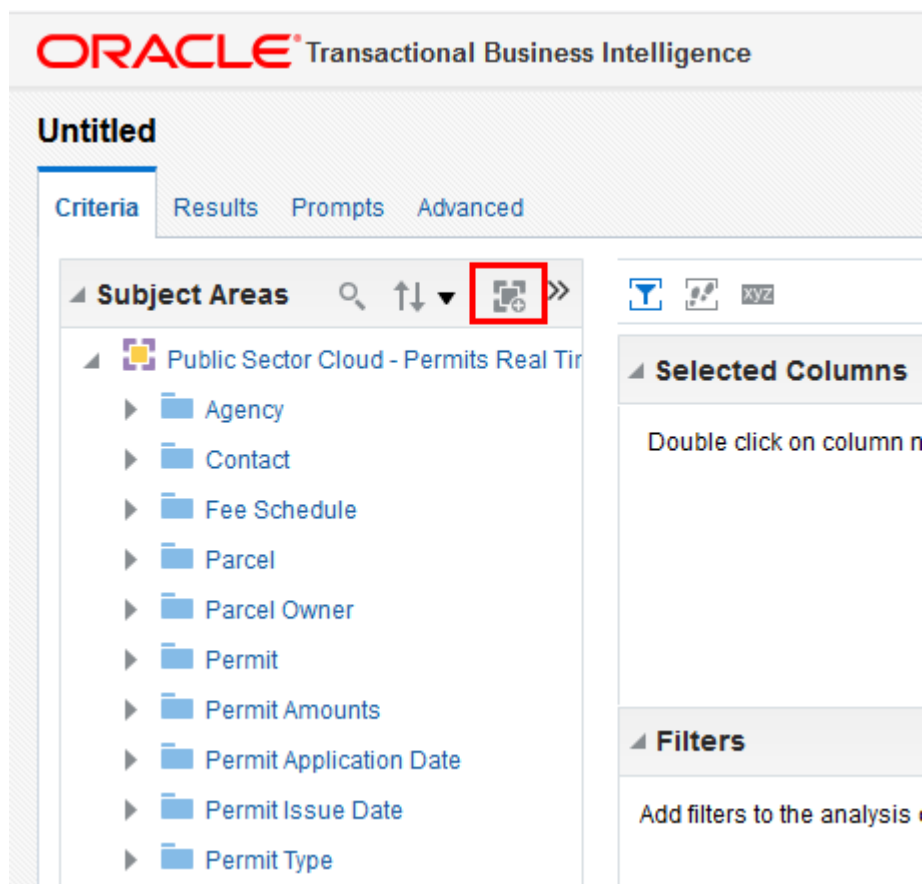 ORACLE Transactional Business Intelligence
Untitled
Criteria Results Prompts Advanced
Subject Areas
xyz
Public Sector Cloud - Permits Real
Agency
Contact
Fee Schedule
Parcel
Parcel Owner
Permit
Permit Amounts
Permit Application Date
Permit Issue Date
Permit Type
Selected Columns
Double click on column
Filters
Add filters to the analysis